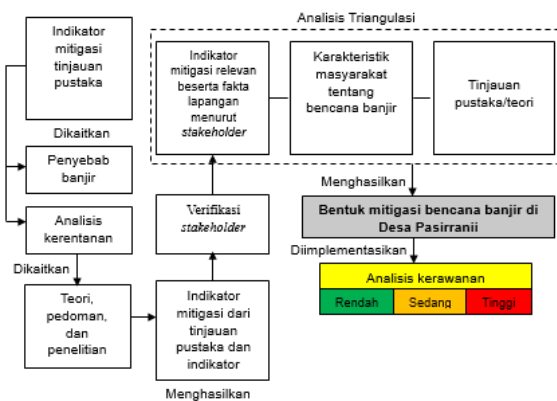 Analisis Triangulasi
Indikator
mitigasi
tinjauan
pustaka
Dikaitkan
Penyebab
banjir
Analisis
kerentanan
Dikaitkan
Teori,
pedoman,
dan
penelitian
Indikator
mitigasi dari
tinjauan
pustaka dan
indikator
Menghasilkan
Verifikasi
stakeholder
Indikator
mitigasi relevan
beserta fakta
lapangan
menurut
stakeholder
Karakteristik
masyarakat
tentang
bencana banjir
Tinjauan
pustaka/teori
Menghasilkan
Bentuk mitigasi bencana banjir di
Desa Pasirranii
Diimplementasikan
Analisis kerawanan
Rendah
Sedang
Tinggi